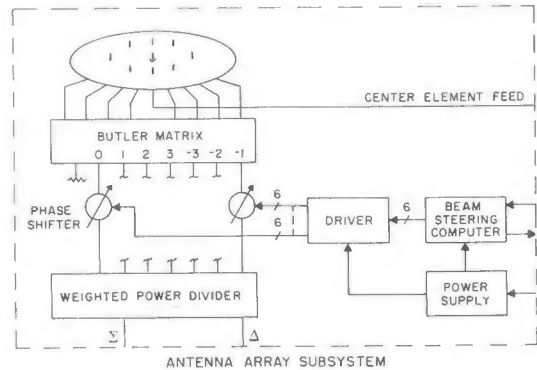 CENTER ELEMENT FEED
BUTLER MATRIX
0 1 2 3 -3 -2 -1
PHASE SHIFTER
6
6
DRIVER
6
BEAM STEERING COMPUTER
POWER SUPPLY
WEIGHTED POWER DIVIDER
Σ Δ
ANTENNA ARRAY SUBSYSTEM